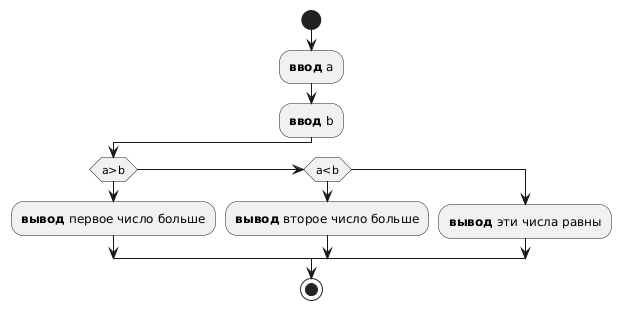 ввод a
ввод b
a>b
a<b
вывод первое число больше
вывод второе число больше
вывод эти числа равны